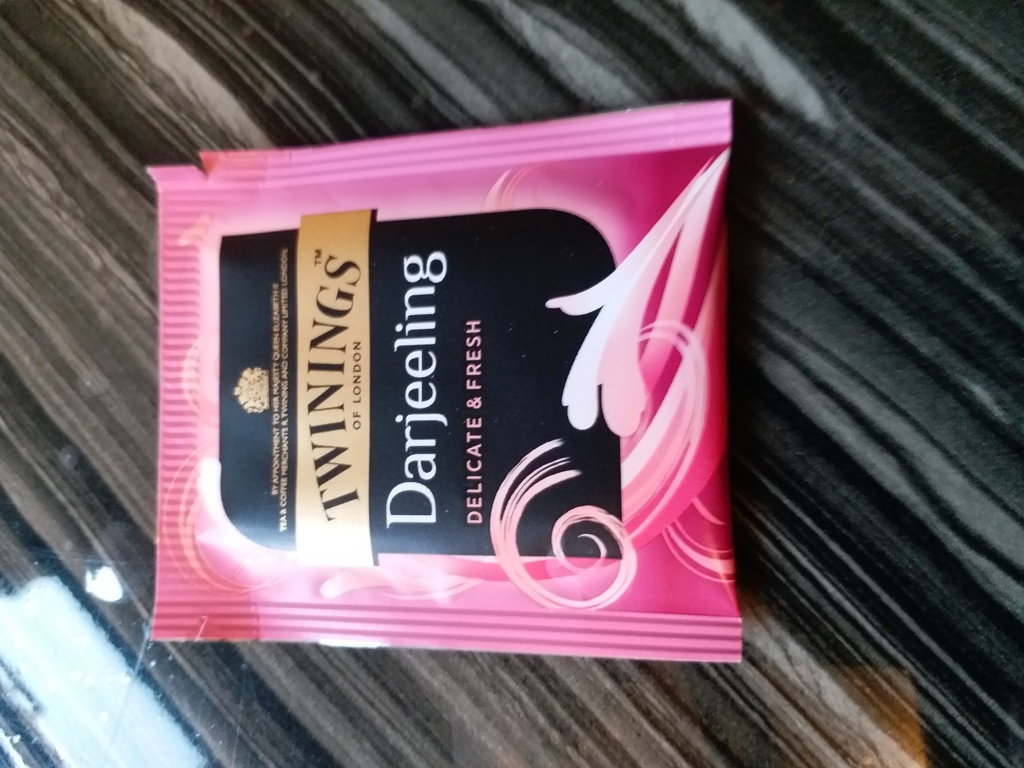 BY APPOINTMENT TO HER MAJESTY QUEEN ELIZABETH II
TEA & COFFEE MERCHANTS R.TWINING AND COMPANY LIMITED, LONDON
TWININGS™
OF LONDON
Darjeeling
DELICATE & FRESH